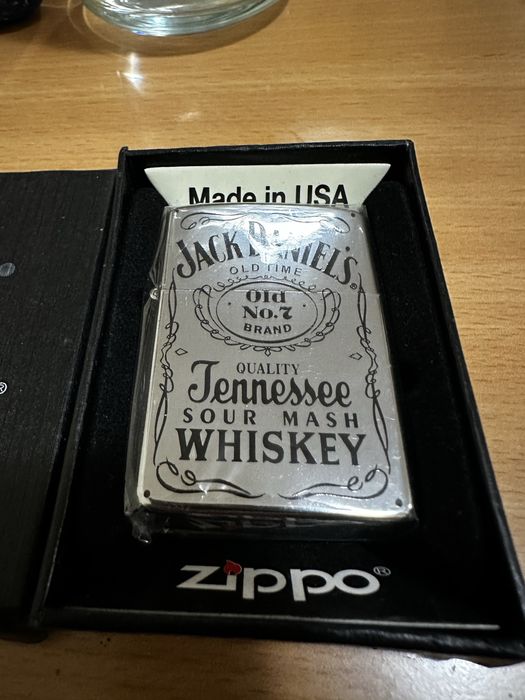 Made in USA
JACK DANIEL'S®
OLD TIME
Old
No.7
BRAND
QUALITY
Tennessee
SOUR MASH
WHISKEY
zippo®
®